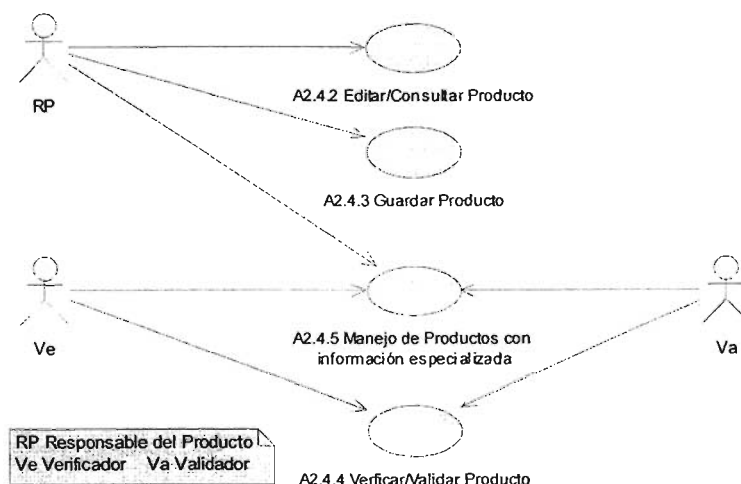 A2.4.2 Editar/Consultar Producto
RP
A2.4.3 Guardar Producto
A2.4.5 Manejo de Productos con
información especializada
Ve
Va
RP Responsable del Producto
Ve Verificador Va Validador
A2.4.4 Verficar/Validar Producto